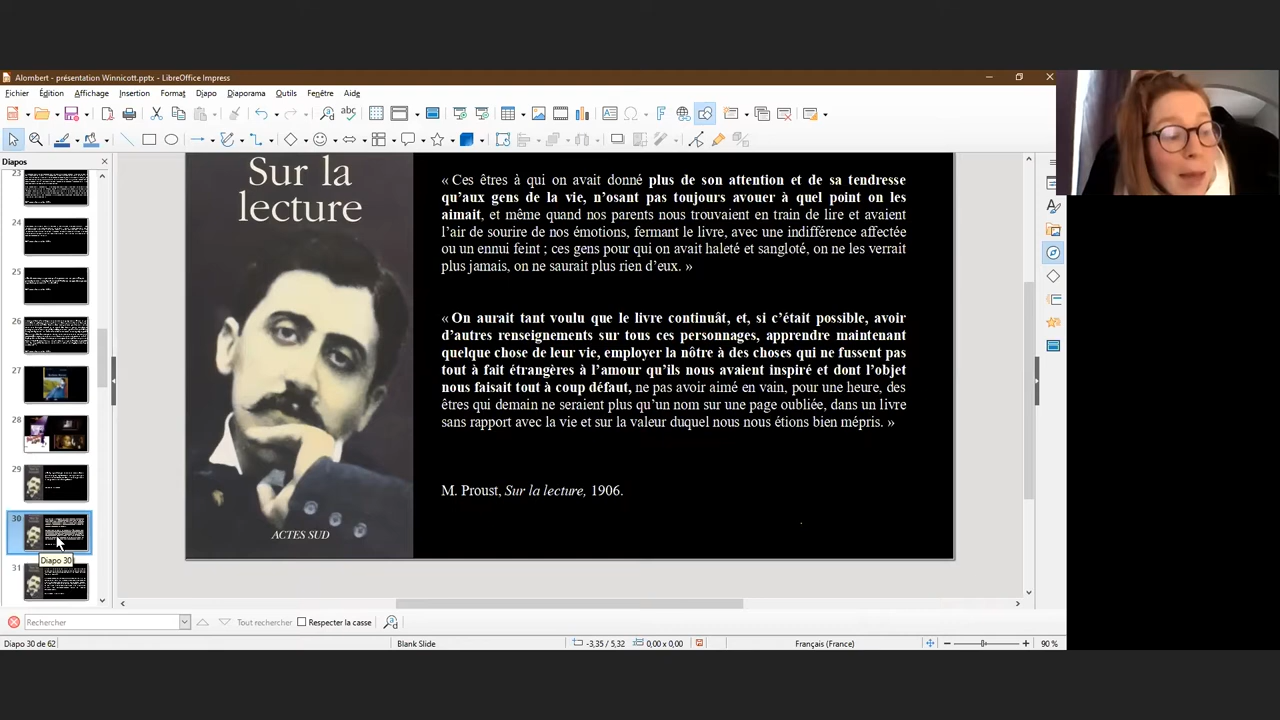 Alombert - présentation Winnicott.pptx - LibreOffice Impress
Fichier Édition Affichage Insertion Format Diapo Diaporama Outils Fenêtre Aide
Diapos
23
24
25
26
27
28
29
30
Diapo 30
31
Sur la
lecture
ACTES SUD
« Ces êtres à qui on avait donné plus de son attention et de sa tendresse
qu’aux gens de la vie, n’osant pas toujours avouer à quel point on les
aimait, et même quand nos parents nous trouvaient en train de lire et avaient
l’air de sourire de nos émotions, fermant le livre, avec une indifférence affectée
ou un ennui feint ; ces gens pour qui on avait haleté et sangloté, on ne les verrait
plus jamais, on ne saurait plus rien d’eux. »
« On aurait tant voulu que le livre continuât, et, si c’était possible, avoir
d’autres renseignements sur tous ces personnages, apprendre maintenant
quelque chose de leur vie, employer la nôtre à des choses qui ne fussent pas
tout à fait étrangères à l’amour qu’ils nous avaient inspiré et dont l’objet
nous faisait tout à coup défaut, ne pas avoir aimé en vain, pour une heure, des
êtres qui demain ne seraient plus qu’un nom sur une page oubliée, dans un livre
sans rapport avec la vie et sur la valeur duquel nous nous étions bien mépris. »
M. Proust, Sur la lecture, 1906.
Rechercher Tout rechercher Respecter la casse
Diapo 30 de 62 Blank Slide -3,35 / 5,32 0,00 x 0,00 Français (France) 90 %